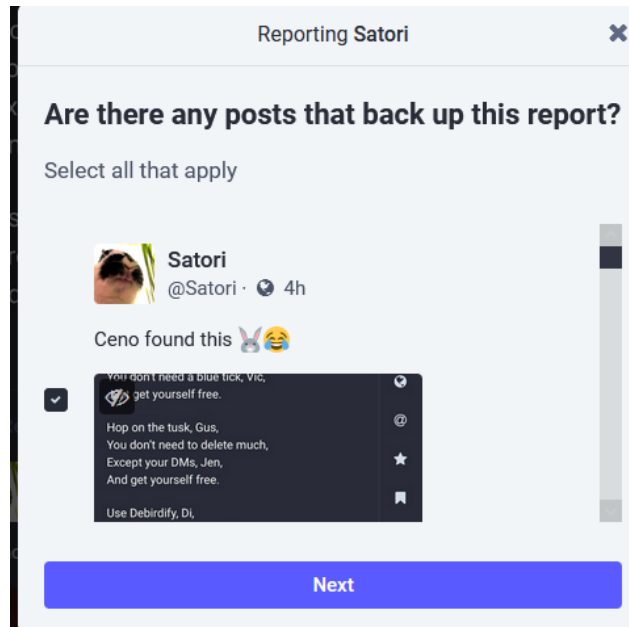 Reporting Satori
Are there any posts that back up this report?
Select all that apply
Satori
@Satori · 4h
Ceno found this 🐰😂
You don't need a blue tick, Vic,
get yourself free.
Hop on the tusk, Gus,
You don't need to delete much,
Except your DMs, Jen,
And get yourself free.
Use Debirdify, Di,
Next